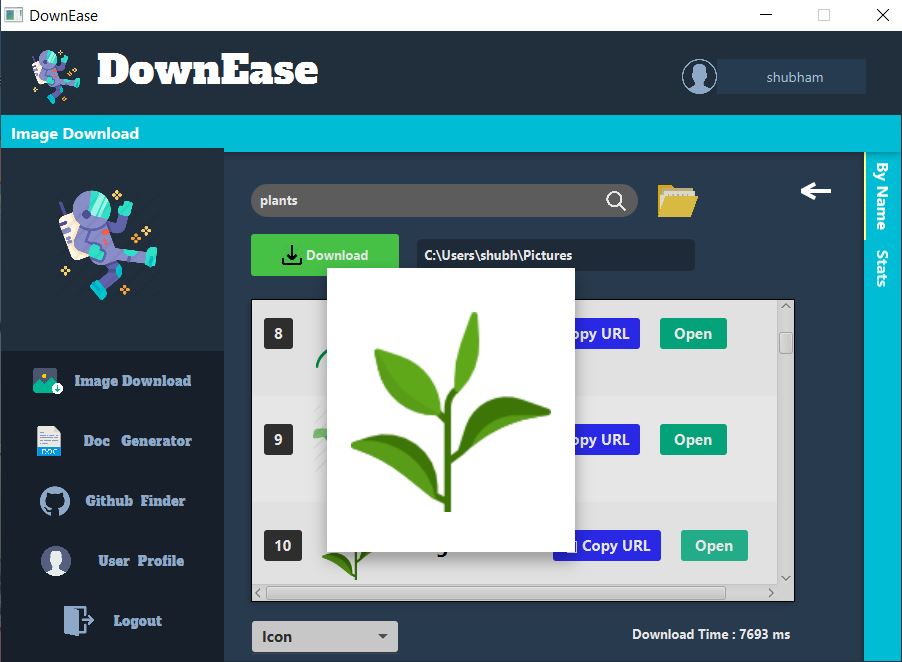 DownEase
DownEase
shubham
Image Download
By Name
Stats
plants
Download
C:\Users\shubh\Pictures
8
opy URL
Open
9
opy URL
Open
10
Copy URL
Open
Image Download
Doc Generator
DOC
Github Finder
User Profile
Logout
Icon
Download Time : 7693 ms